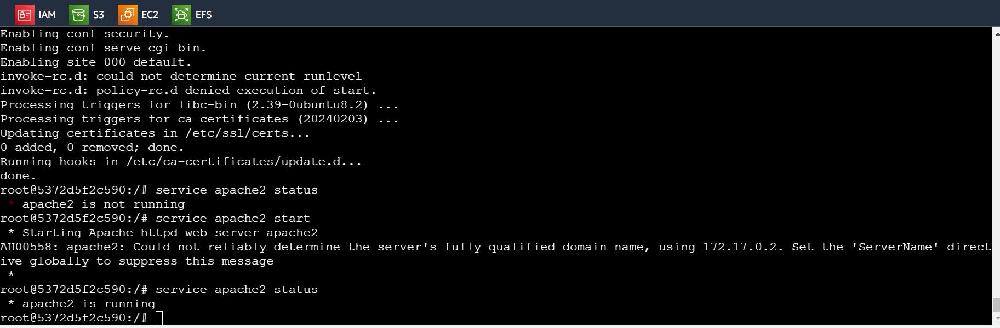 IAM S3 EC2 EFS
Enabling conf security.
Enabling conf serve-cgi-bin.
Enabling site 000-default.
invoke-rc.d: could not determine current runlevel
invoke-rc.d: policy-rc.d denied execution of start.
Processing triggers for libc-bin (2.39-0ubuntu8.2) ...
Processing triggers for ca-certificates (20240203) ...
Updating certificates in /etc/ssl/certs...
0 added, 0 removed; done.
Running hooks in /etc/ca-certificates/update.d...
done.
root@5372d5f2c590:/# service apache2 status
 * apache2 is not running
root@5372d5f2c590:/# service apache2 start
 * Starting Apache httpd web server apache2
AH00558: apache2: Could not reliably determine the server's fully qualified domain name, using 172.17.0.2. Set the 'ServerName' direct
ive globally to suppress this message
 *
root@5372d5f2c590:/# service apache2 status
 * apache2 is running
root@5372d5f2c590:/#